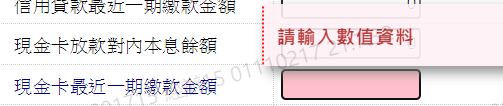 信用貸款最近一期繳款金額
請輸入數值資料
現金卡放款對內本息餘額
現金卡最近一期繳款金額